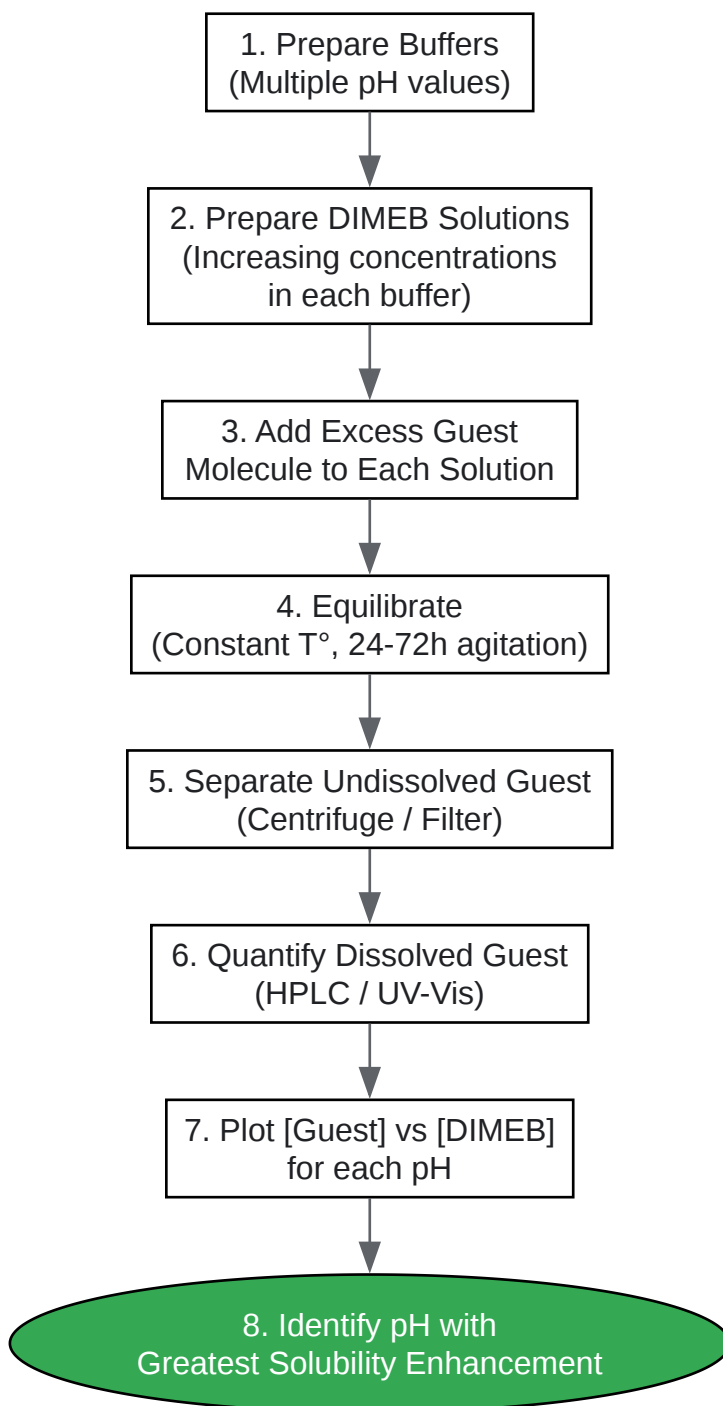 1. Prepare Buffers
(Multiple pH values)
2. Prepare DIMEB Solutions
(Increasing concentrations
in each buffer)
3. Add Excess Guest
Molecule to Each Solution
4. Equilibrate
(Constant T°, 24-72h agitation)
5. Separate Undissolved Guest
(Centrifuge / Filter)
6. Quantify Dissolved Guest
(HPLC / UV-Vis)
7. Plot [Guest] vs [DIMEB]
for each pH
8. Identify pH with
Greatest Solubility Enhancement